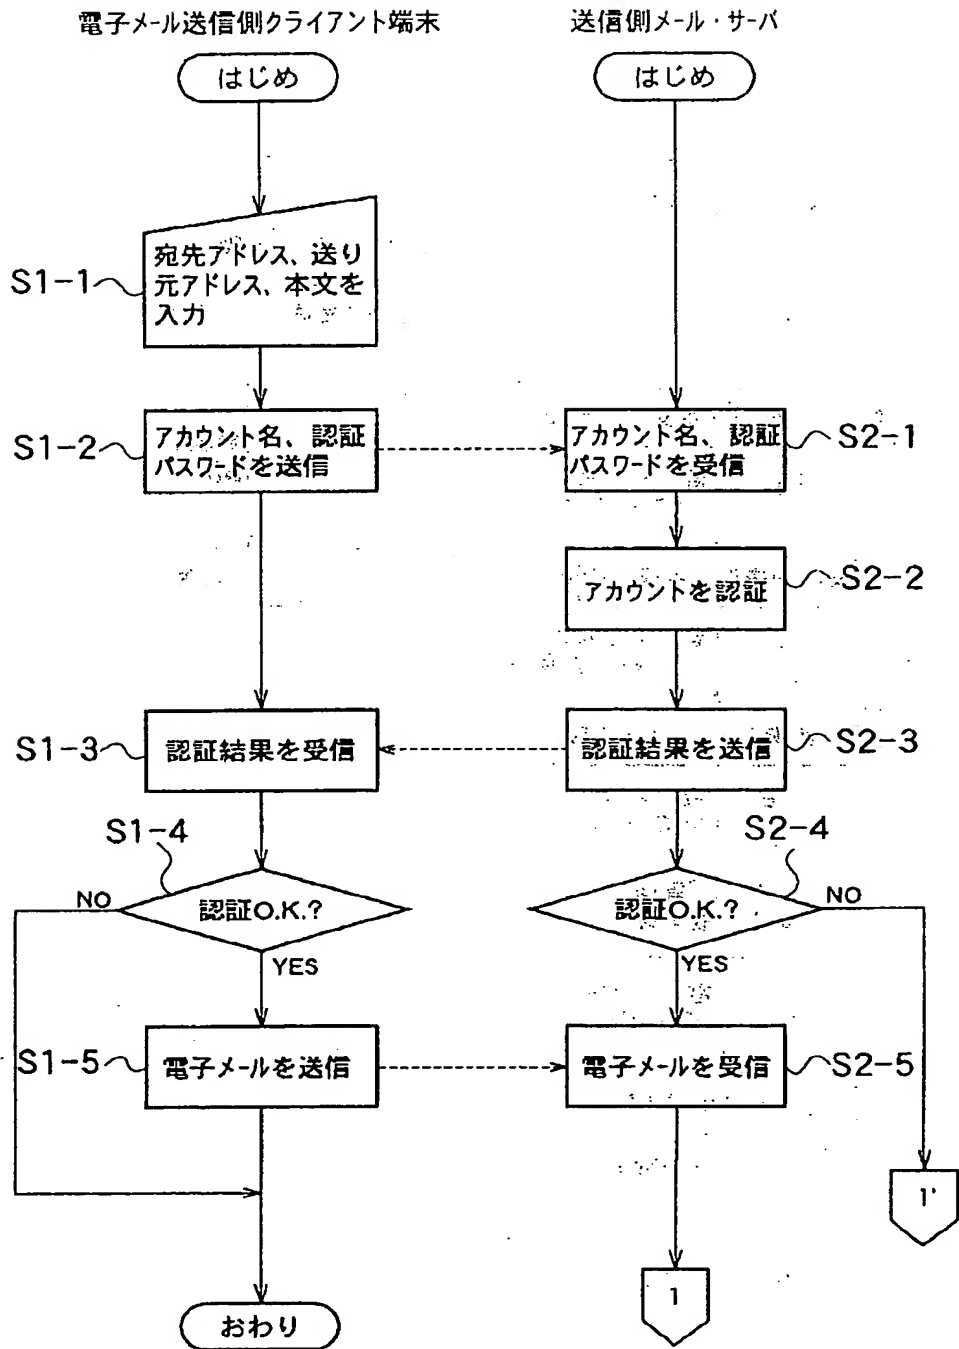 電子メール送信側クライアント端末
送信側メール・サーバ
はじめ
はじめ
宛先アドレス、送り
元アドレス、本文を
入力
S1-1
アカウント名、認証
パスワードを送信
S1-2
アカウント名、認証
パスワードを受信
S2-1
アカウントを認証
S2-2
S1-3
認証結果を受信
認証結果を送信
S2-3
S1-4
S2-4
NO
認証O.K.?
認証O.K.?
NO
YES
YES
S1-5
電子メールを送信
電子メールを受信
S2-5
1'
1
おわり